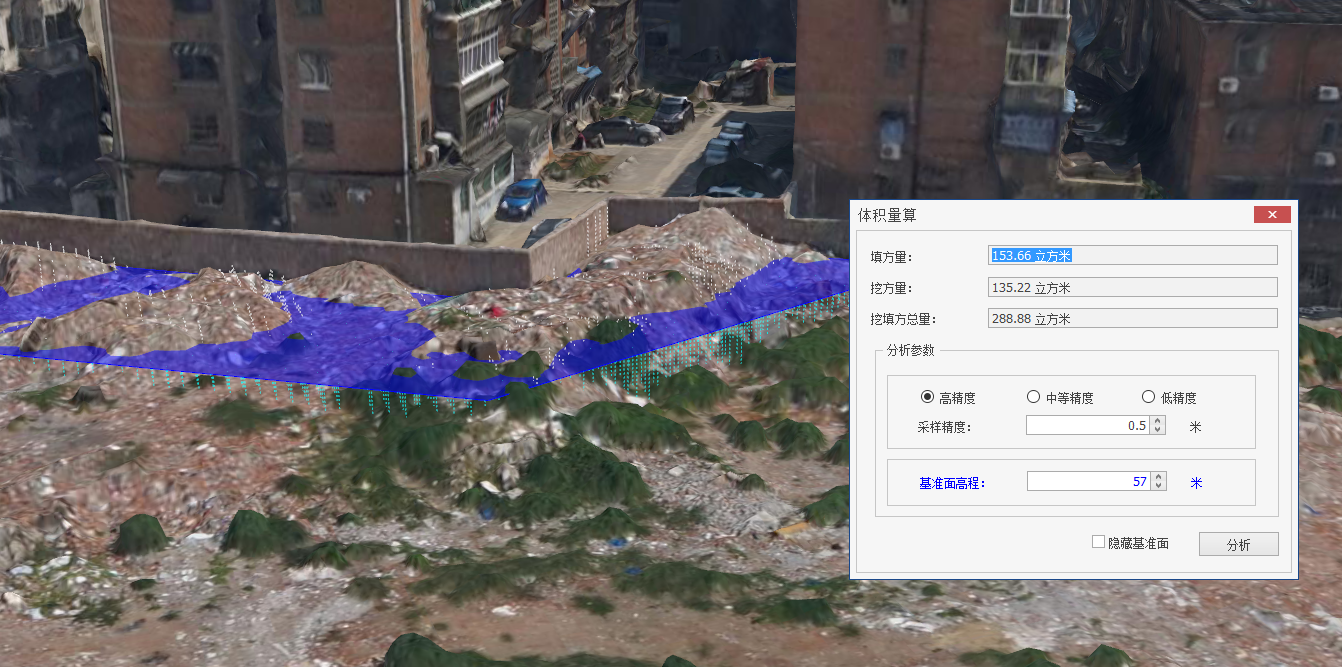 体积量算
填方量: 153.66 立方米
挖方量: 135.22 立方米
挖填方总量: 288.88 立方米
分析参数
高精度 中等精度 低精度
采样精度: 0.5 米
基准面高程: 57 米
隐藏基准面 分析